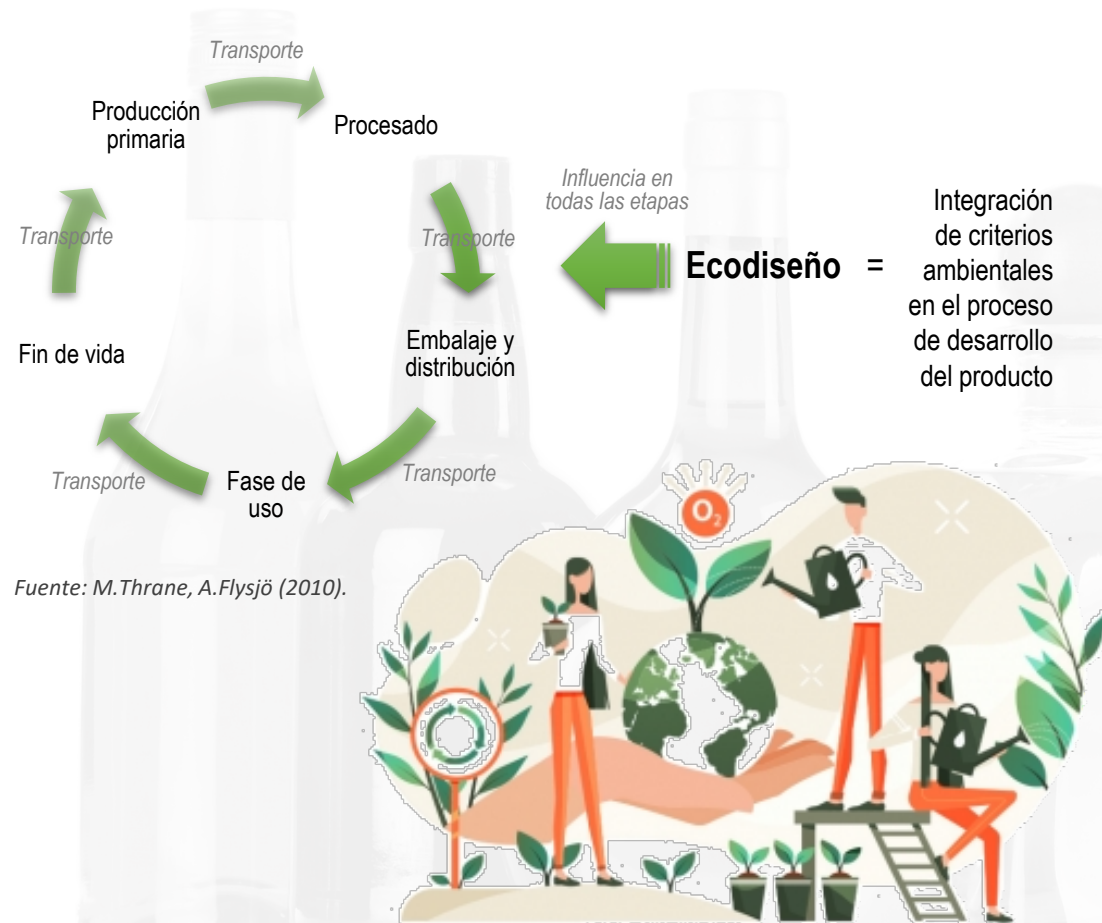 Transporte
Producción
primaria
Procesado
Transporte
Transporte
Influencia en
todas las etapas
Ecodiseño =
Integración
de criterios
ambientales
en el proceso
de desarrollo
del producto
Fin de vida
Embalaje y
distribución
Transporte
Fase de
uso
Transporte
Fuente: M.Thrane, A.Flysjö (2010).
O2